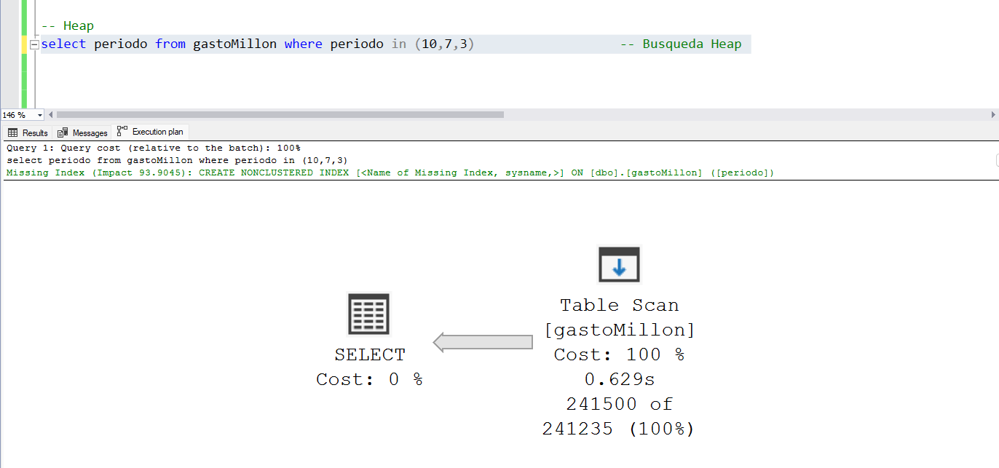 -- Heap
select periodo from gastoMillon where periodo in (10,7,3) -- Busqueda Heap
146 %
Results Messages Execution plan
Query 1: Query cost (relative to the batch): 100%
select periodo from gastoMillon where periodo in (10,7,3)
Missing Index (Impact 93.9045): CREATE NONCLUSTERED INDEX [<Name of Missing Index, sysname,>] ON [dbo].[gastoMillon] ([periodo])
SELECT
Cost: 0 %
Table Scan
[gastoMillon]
Cost: 100 %
0.629s
241500 of
241235 (100%)